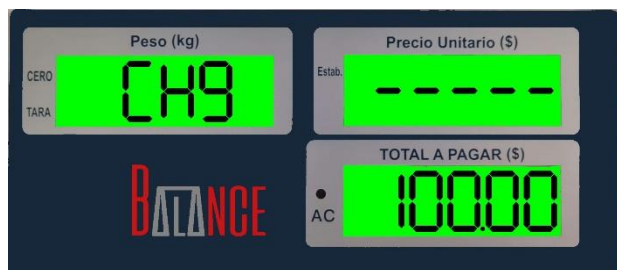 Peso (kg)
CERO
TARA
CH9
Precio Unitario ($)
Estab.
-----
BALANCE
TOTAL A PAGAR ($)
AC
100.00